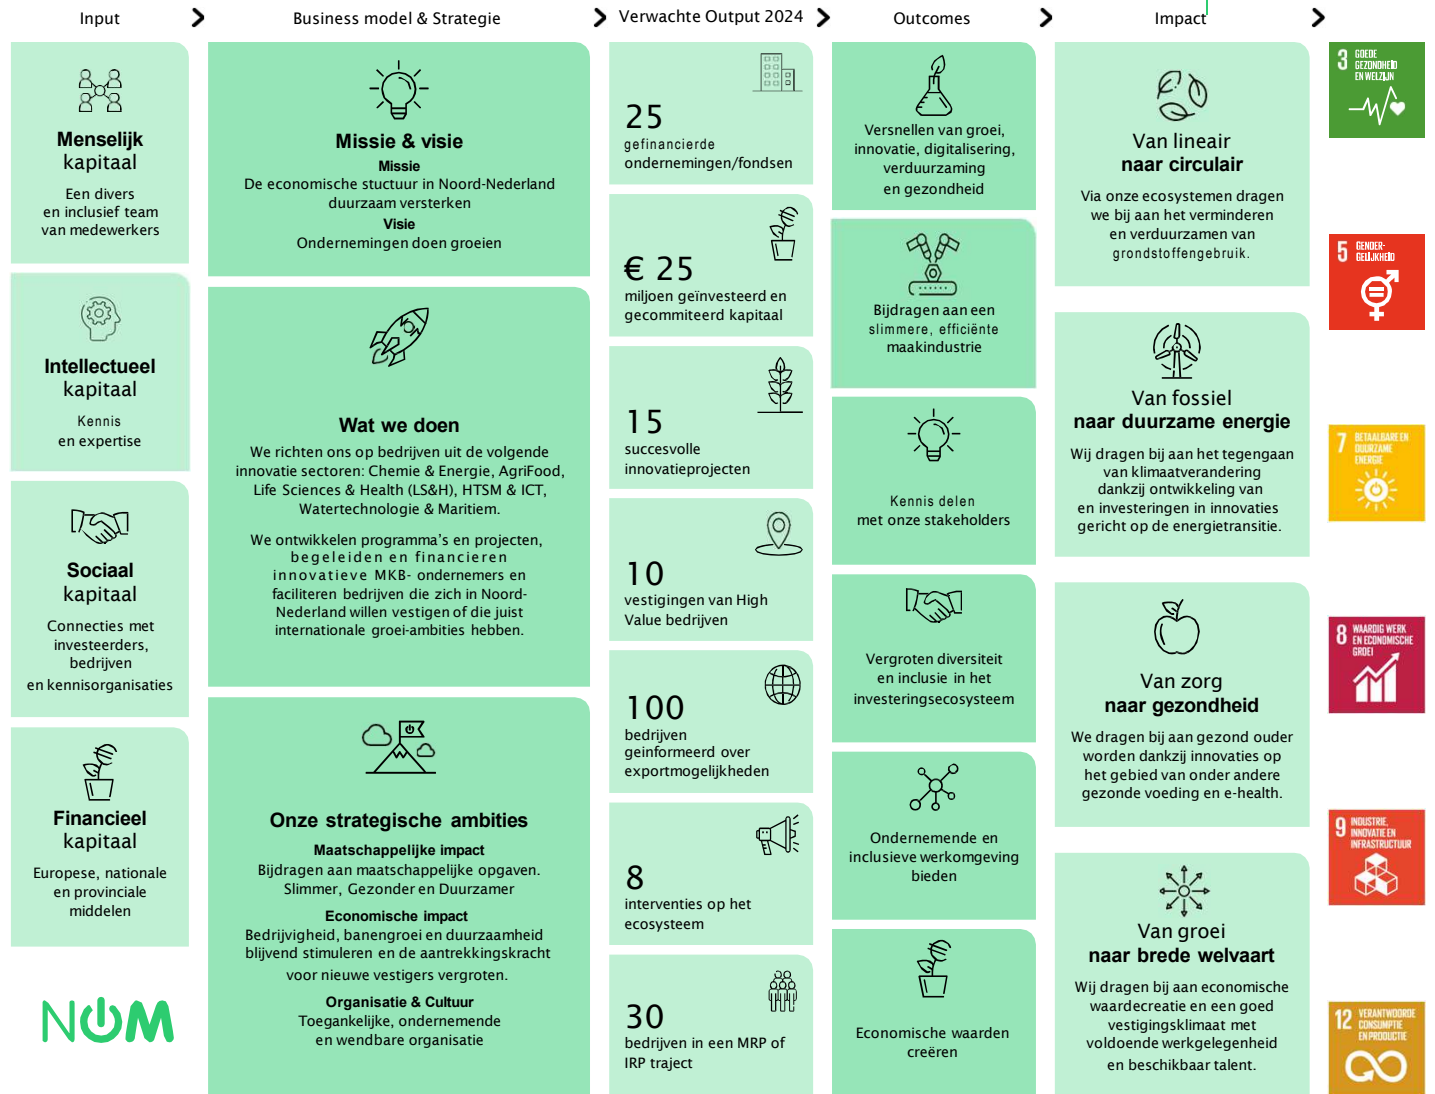 Input
Business model & Strategie
Verwachte Output 2024
Outcomes
Impact
Menselijk
kapitaal
Een divers
en inclusief team
van medewerkers
Intellectueel
kapitaal
Kennis
en expertise
Sociaal
kapitaal
Connecties met
investeerders,
bedrijven
en kennisorganisaties
Financieel
kapitaal
Europese, nationale
en provinciale
middelen
NOM
Missie & visie
Missie
De economische stuctuur in Noord-Nederland
duurzaam versterken
Visie
Ondernemingen doen groeien
Wat we doen
We richten ons op bedrijven uit de volgende
innovatie sectoren: Chemie & Energie, AgriFood,
Life Sciences & Health (LS&H), HTSM & ICT,
Watertechnologie & Maritiem.
We ontwikkelen programma's en projecten,
begeleiden en financieren
innovatieve MKB- ondernemers en
faciliteren bedrijven die zich in Noord-
Nederland willen vestigen of die juist
internationale groei-ambities hebben.
Onze strategische ambities
Maatschappelijke impact
Bijdragen aan maatschappelijke opgaven.
Slimmer, Gezonder en Duurzamer
Economische impact
Bedrijvigheid, banengroei en duurzaamheid
blijvend stimuleren en de aantrekkingskracht
voor nieuwe vestigers vergroten.
Organisatie & Cultuur
Toegankelijke, ondernemende
en wendbare organisatie
25
gefinancierde
ondernemingen/fondsen
€ 25
miljoen geïnvesteerd en
gecommiteerd kapitaal
15
succesvolle
innovatieprojecten
10
vestigingen van High
Value bedrijven
100
bedrijven
geinformeerd over
exportmogelijkheden
8
interventies op het
ecosysteem
30
bedrijven in een MRP of
IRP traject
Versnellen van groei,
innovatie, digitalisering,
verduurzaming
en gezondheid
Bijdragen aan een
slimmere, efficiënte
maakindustrie
Kennis delen
met onze stakeholders
Vergroten diversiteit
en inclusie in het
investeringsecosysteem
Ondernemende en
inclusieve werkomgeving
bieden
Economische waarden
creëren
Van lineair
naar circulair
Via onze ecosystemen dragen
we bij aan het verminderen
en verduurzamen van
grondstoffengebruik.
Van fossiel
naar duurzame energie
Wij dragen bij aan het tegengaan
van klimaatverandering
dankzij ontwikkeling van
en investeringen in innovaties
gericht op de energietransitie.
Van zorg
naar gezondheid
We dragen bij aan gezond ouder
worden dankzij innovaties op
het gebied van onder andere
gezonde voeding en e-health.
Van groei
naar brede welvaart
Wij dragen bij aan economische
waardecreatie en een goed
vestigingsklimaat met
voldoende werkgelegenheid
en beschikbaar talent.
3 GOEDE
GEZONDHEID
EN WELZIJN
5 GENDER-
GELIJKHEID
7 BETAALBARE EN
DUURZAME
ENERGIE
8 WAARDIG WERK
EN ECONOMISCHE
GROEI
9 INDUSTRIE,
INNOVATIE EN
INFRASTRUCTUUR
12 VERANTWOORDE
CONSUMPTIE
EN PRODUCTIE